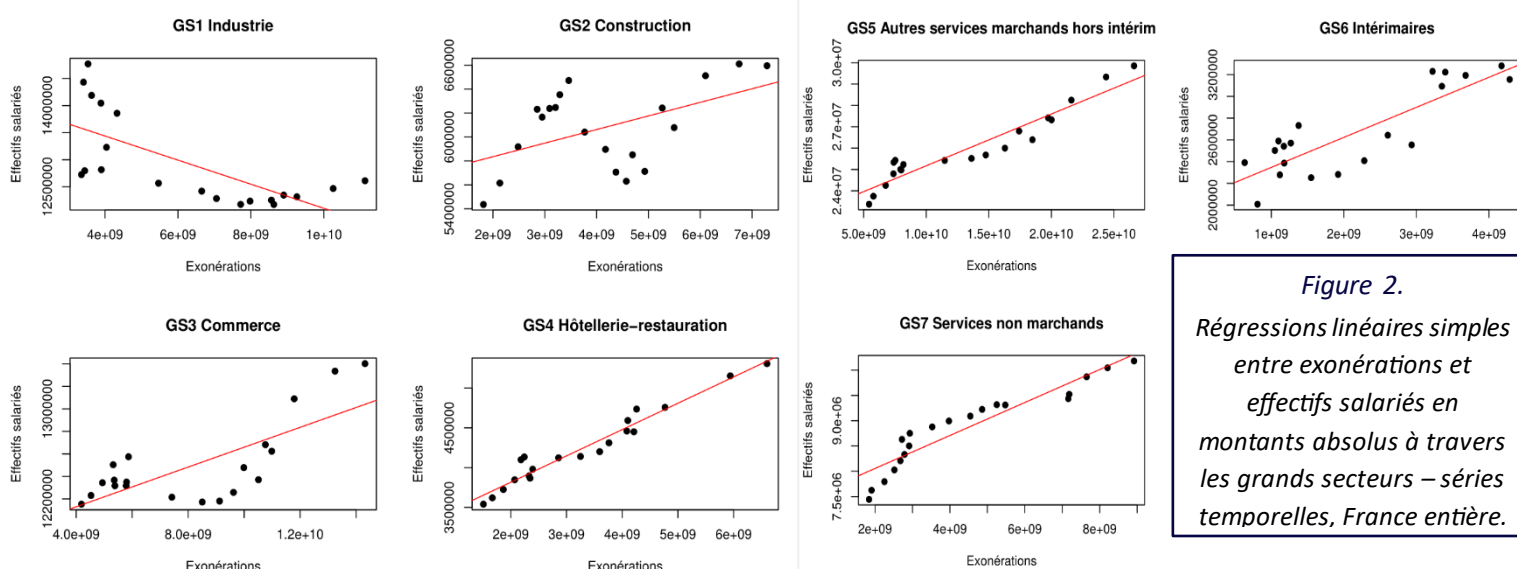 GS1 Industrie
Effectifs salariés
12500000
14000000
4e+09 6e+09 8e+09 1e+10
Exonérations
GS2 Construction
Effectifs salariés
5400000
6000000
6600000
2e+09 3e+09 4e+09 5e+09 6e+09 7e+09
Exonérations
GS5 Autres services marchands hors intérim
Effectifs salariés
2.4e+07
2.7e+07
3.0e+07
5.0e+09 1.0e+10 1.5e+10 2.0e+10 2.5e+10
Exonérations
GS6 Intérimaires
Effectifs salariés
2000000
2600000
3200000
1e+09 2e+09 3e+09 4e+09
GS3 Commerce
Effectifs salariés
12200000
13000000
4.0e+09 8.0e+09 1.2e+10
Exonérations
GS4 Hôtellerie−restauration
Effectifs salariés
3500000
4500000
2e+09 3e+09 4e+09 5e+09 6e+09
Exonérations
GS7 Services non marchands
Effectifs salariés
7.5e+06
9.0e+06
2e+09 4e+09 6e+09 8e+09
Exonérations
Figure 2.
Régressions linéaires simples
entre exonérations et
effectifs salariés en
montants absolus à travers
les grands secteurs – séries
temporelles, France entière.